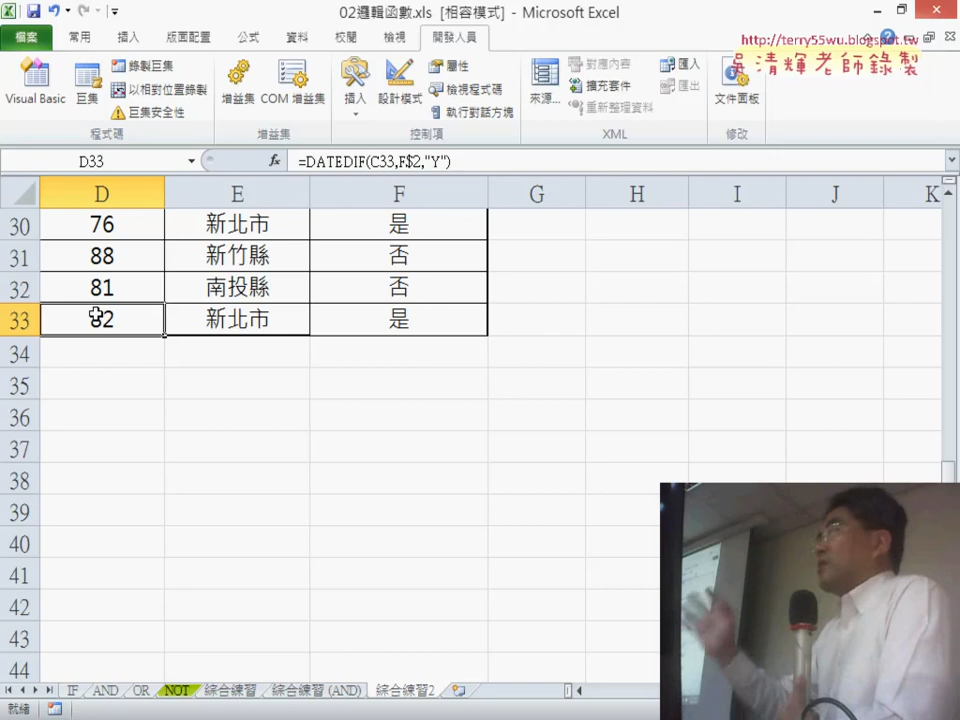 02邏輯函數.xls [相容模式] - Microsoft Excel
檔案 常用 插入 版面配置 公式 資料 校閱 檢視 開發人員
http://terry55wu.blogspot.tw
吳清輝老師錄製
Visual Basic 巨集 錄製巨集 以相對位置錄製 巨集安全性
程式碼
增益集 COM 增益集
增益集
插入 設計模式 屬性 檢視程式碼 執行對話方塊
控制項
來源... 對應內容 擴充套件 重新整理資料 匯入 匯出
XML
文件面板
修改
D33 fx =DATEDIF(C33,F$2,"Y")
D E F G H I J K
30 76 新北市 是
31 88 新竹縣 否
32 81 南投縣 否
33 82 新北市 是
34
35
36
37
38
39
40
41
42
43
44
IF AND OR NOT 綜合練習 綜合練習 (AND) 綜合練習2
就緒